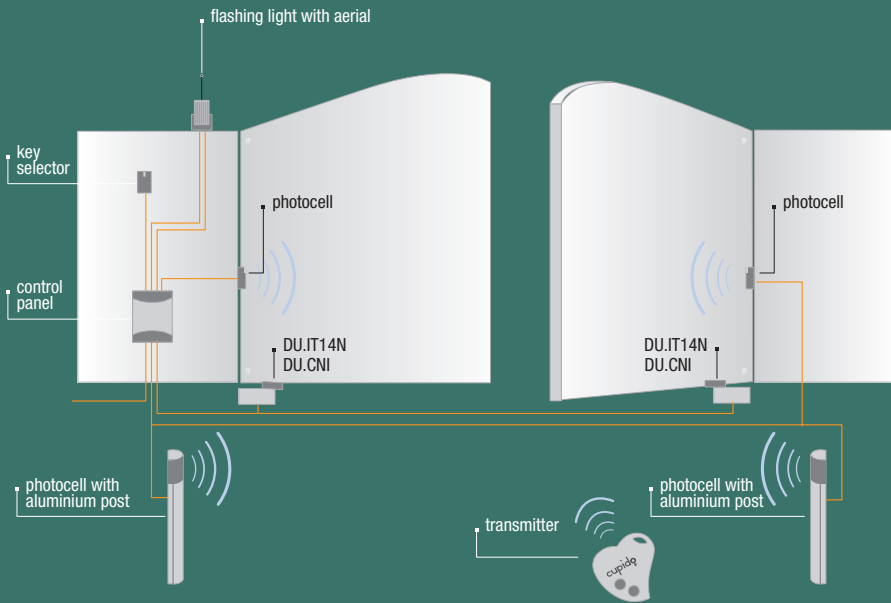 flashing light with aerial
key
selector
photocell
photocell
control
panel
DU.IT14N
DU.CNI
DU.IT14N
DU.CNI
photocell with
aluminium post
transmitter
photocell with
aluminium post
cupido